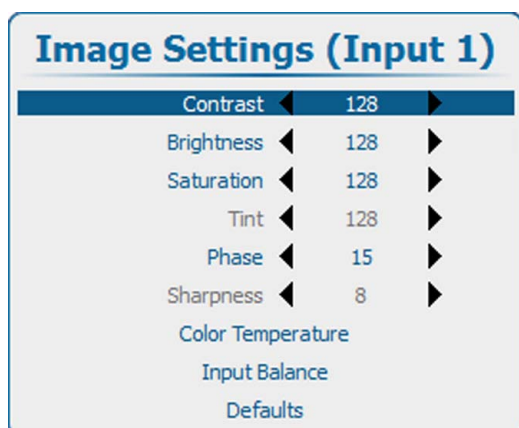 Image Settings (Input 1)
Contrast 128
Brightness 128
Saturation 128
Tint 128
Phase 15
Sharpness 8
Color Temperature
Input Balance
Defaults